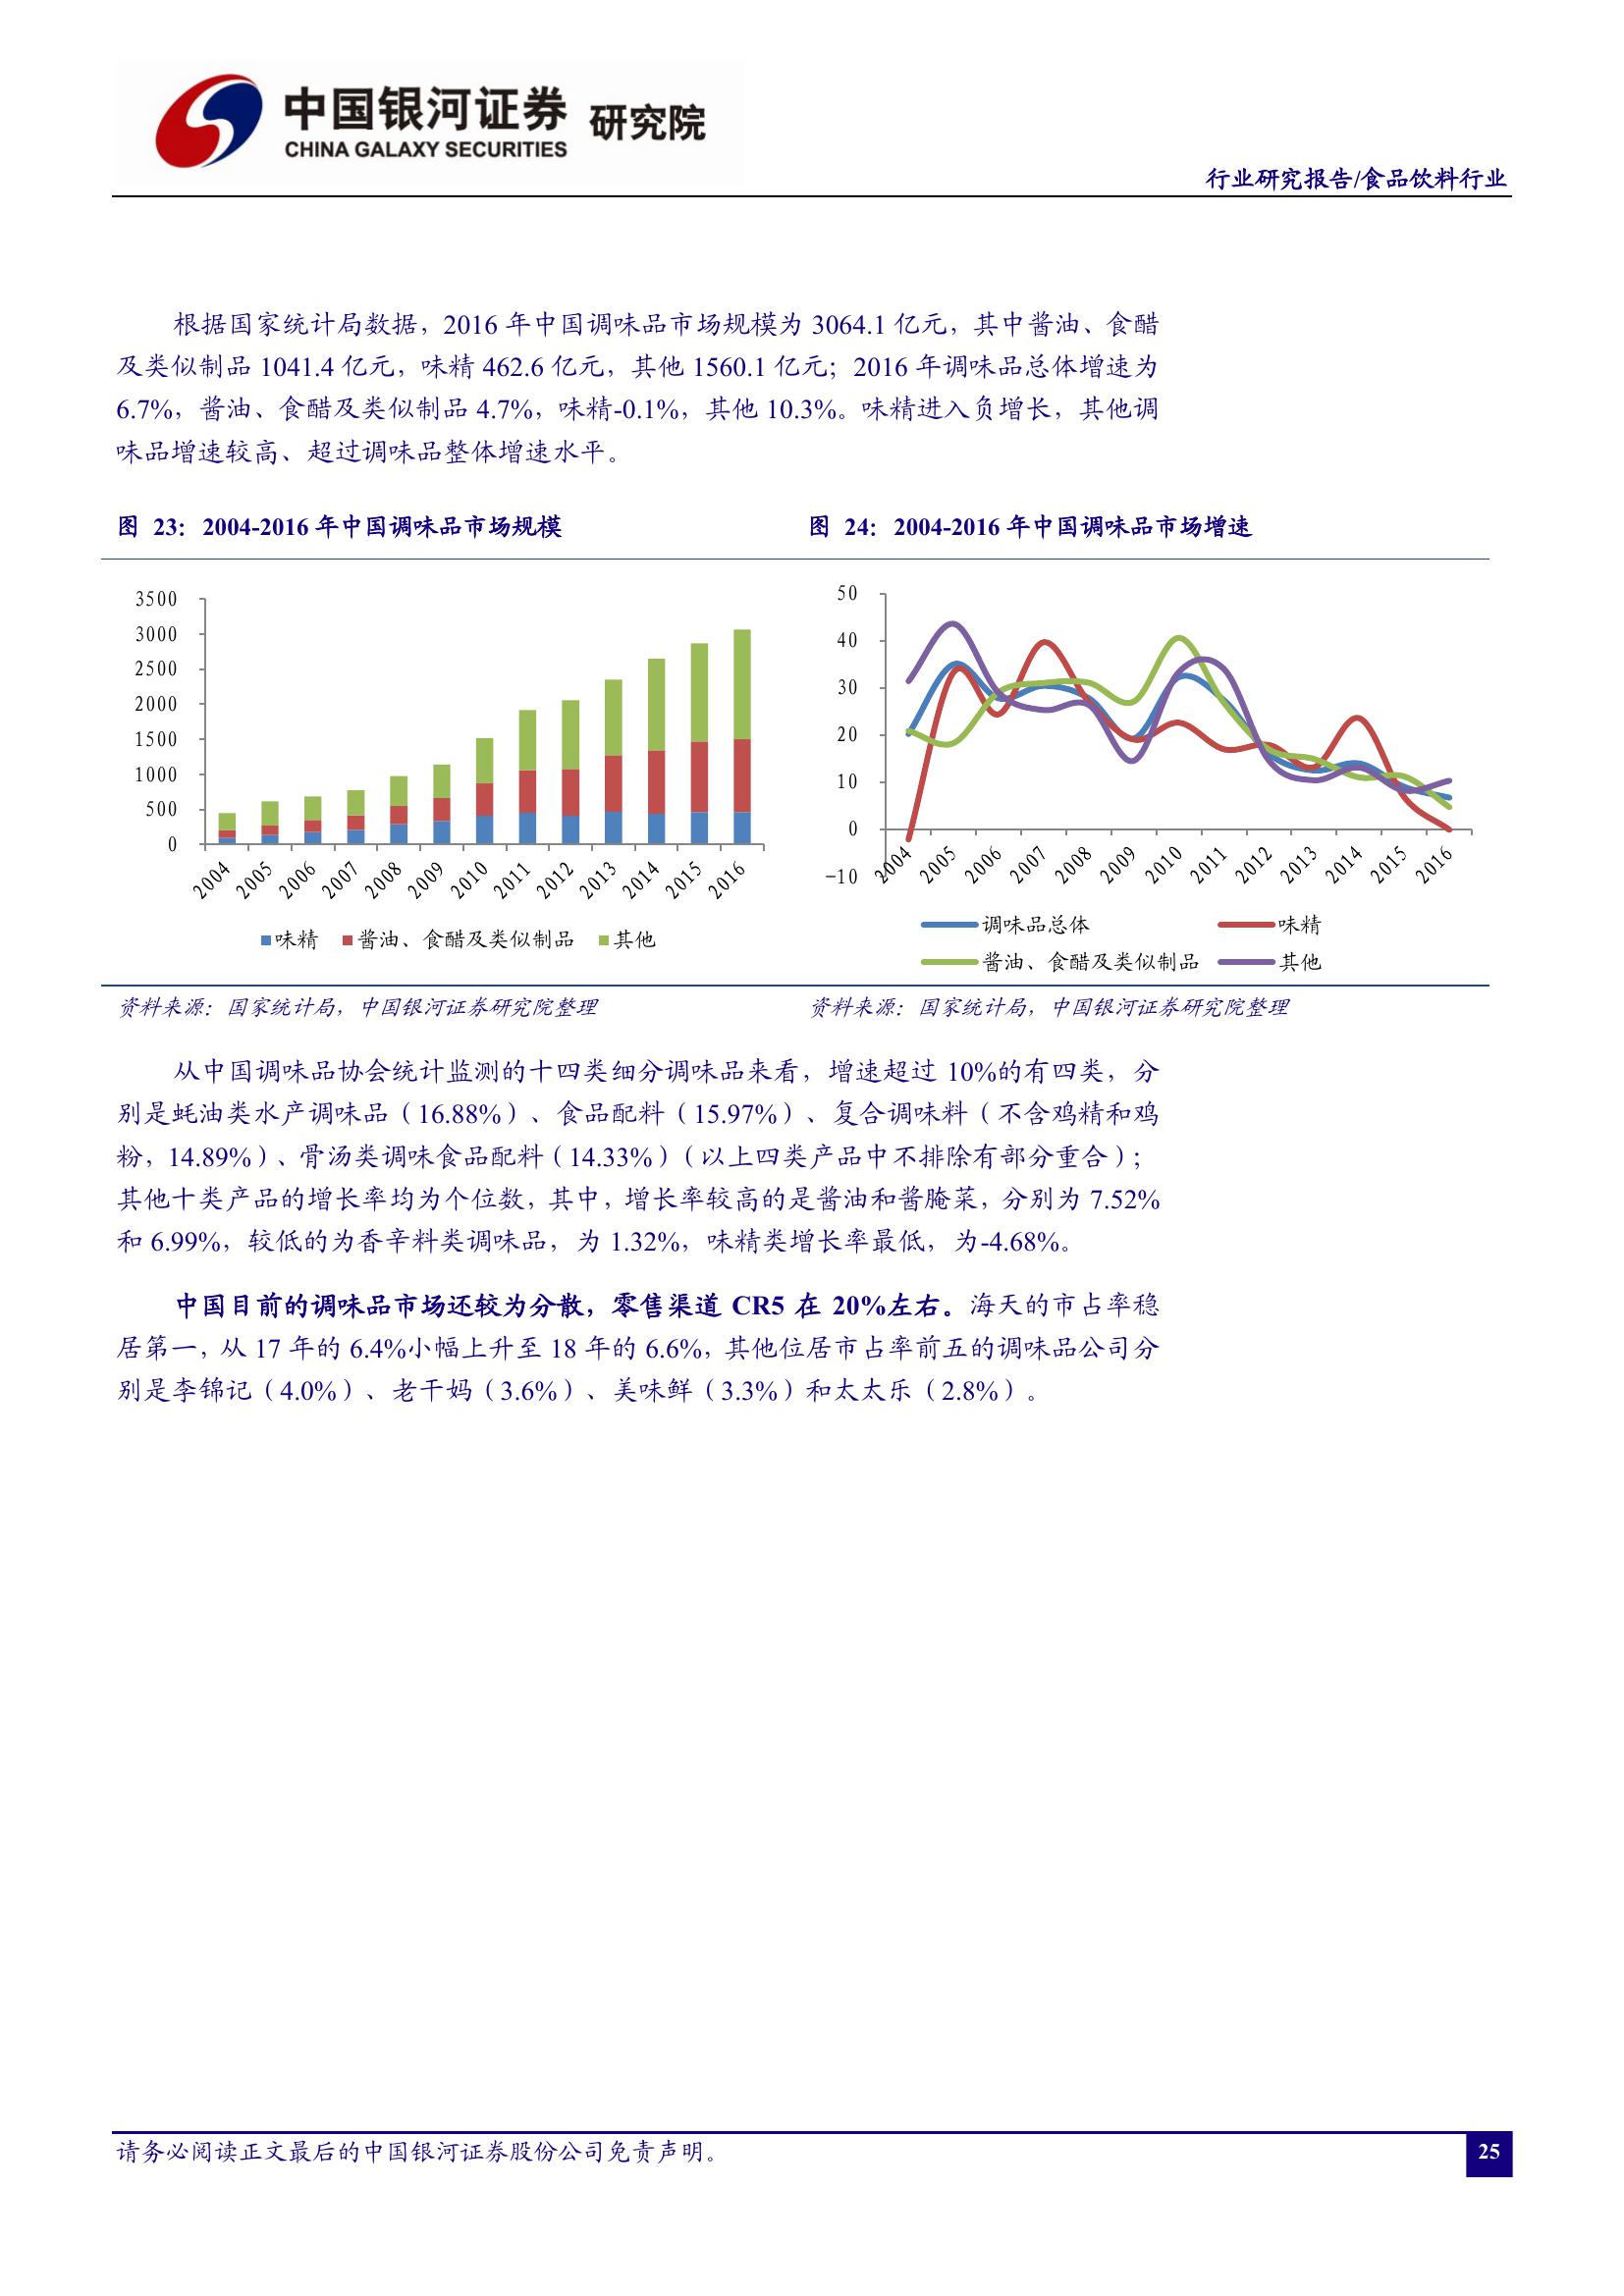 中国银河证券 研究院
CHINA GALAXY SECURITIES
行业研究报告/食品饮料行业
根据国家统计局数据，2016 年中国调味品市场规模为 3064.1 亿元，其中酱油、食醋
及类似制品 1041.4 亿元，味精 462.6 亿元，其他 1560.1 亿元；2016 年调味品总体增速为
6.7%，酱油、食醋及类似制品 4.7%，味精-0.1%，其他 10.3%。味精进入负增长，其他调
味品增速较高、超过调味品整体增速水平。
图 23：2004-2016 年中国调味品市场规模
3500
3000
2500
2000
1500
1000
500
0
2004 2005 2006 2007 2008 2009 2010 2011 2012 2013 2014 2015 2016
味精 酱油、食醋及类似制品 其他
资料来源：国家统计局，中国银河证券研究院整理
图 24：2004-2016 年中国调味品市场增速
50
40
30
20
10
0
-10
2004 2005 2006 2007 2008 2009 2010 2011 2012 2013 2014 2015 2016
调味品总体 味精
酱油、食醋及类似制品 其他
资料来源：国家统计局，中国银河证券研究院整理
从中国调味品协会统计监测的十四类细分调味品来看，增速超过 10%的有四类，分
别是蚝油类水产调味品（16.88%）、食品配料（15.97%）、复合调味料（不含鸡精和鸡
粉，14.89%）、骨汤类调味食品配料（14.33%）（以上四类产品中不排除有部分重合）；
其他十类产品的增长率均为个位数，其中，增长率较高的是酱油和酱腌菜，分别为 7.52%
和 6.99%，较低的为香辛料类调味品，为 1.32%，味精类增长率最低，为-4.68%。
中国目前的调味品市场还较为分散，零售渠道 CR5 在 20%左右。海天的市占率稳
居第一，从 17 年的 6.4%小幅上升至 18 年的 6.6%，其他位居市占率前五的调味品公司分
别是李锦记（4.0%）、老干妈（3.6%）、美味鲜（3.3%）和太太乐（2.8%）。
请务必阅读正文最后的中国银河证券股份公司免责声明。
25